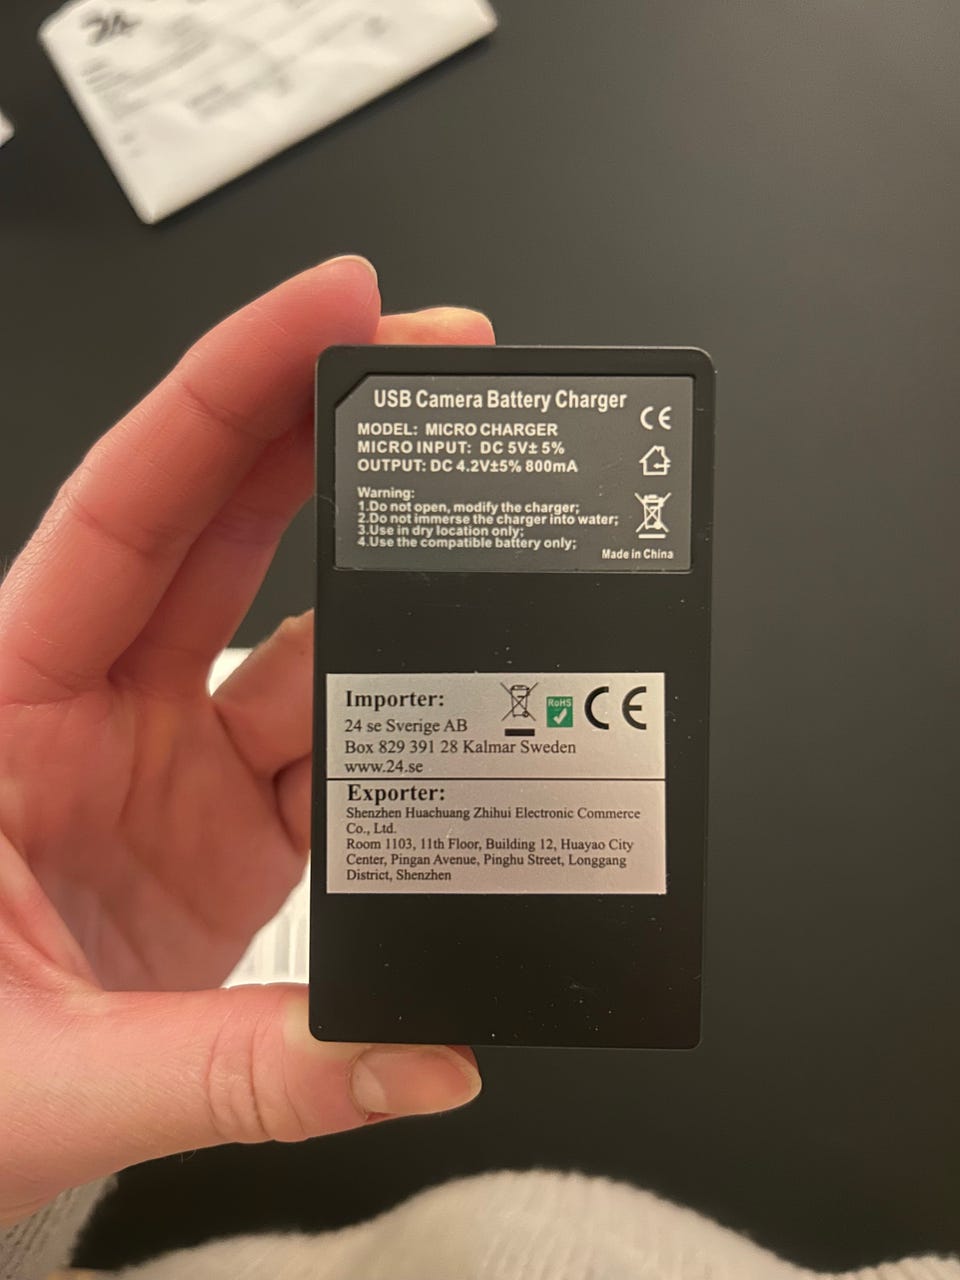 USB Camera Battery Charger
MODEL: MICRO CHARGER
MICRO INPUT: DC 5V± 5%
OUTPUT: DC 4.2V±5% 800mA
CE
Warning:
1.Do not open, modify the charger;
2.Do not immerse the charger into water;
3.Use in dry location only;
4.Use the compatible battery only;
Made in China
Importer:
RoHS
CE
24 se Sverige AB
Box 829 391 28 Kalmar Sweden
www.24.se
Exporter:
Shenzhen Huachuang Zhihui Electronic Commerce
Co., Ltd.
Room 1103, 11th Floor, Building 12, Huayao City
Center, Pingan Avenue, Pinghu Street, Longgang
District, Shenzhen